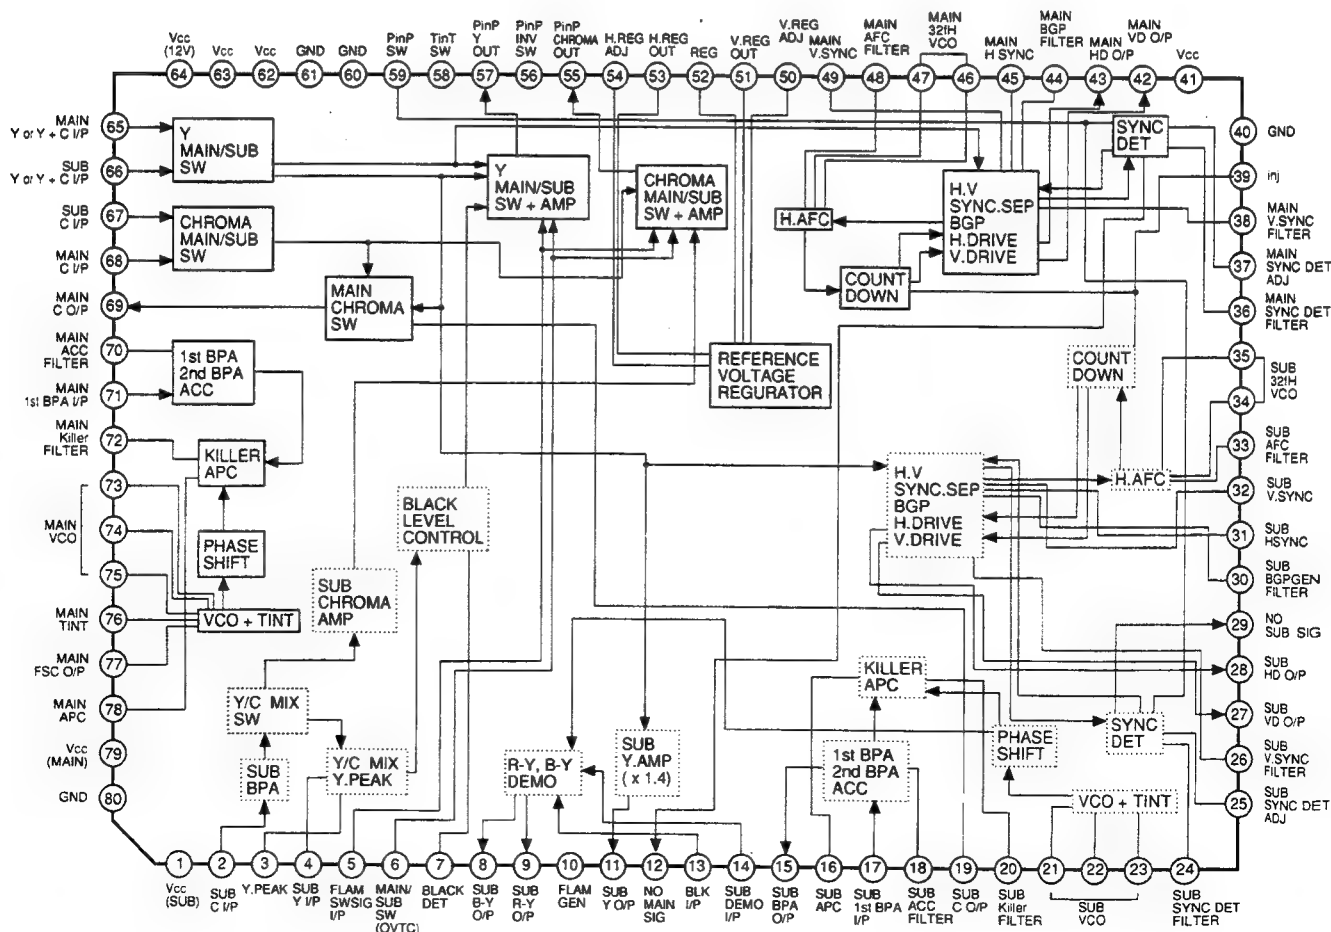 Vcc
(12V)
Vcc
Vcc
GND
GND
PinP
SW
TinT
SW
PinP
Y
OUT
PinP
INV
SW
PinP
CHROMA
OUT
H.REG
ADJ
H.REG
OUT
REG
V.REG
OUT
V.REG
ADJ
MAIN
V.SYNC
MAIN
AFC
FILTER
MAIN
32fH
VCO
MAIN
H SYNC
MAIN
BGP
FILTER
MAIN
HD O/P
MAIN
VD O/P
Vcc
64 63 62 61 60 59 58 57 56 55 54 53 52 51 50 49 48 47 46 45 44 43 42 41
65
MAIN
Y or Y + C I/P
66
SUB
Y or Y + C I/P
67
SUB
C I/P
68
MAIN
C I/P
69
MAIN
C O/P
70
MAIN
ACC
FILTER
71
MAIN
1st BPA I/P
72
MAIN
Killer
FILTER
73
74
75
MAIN
VCO
76
MAIN
TINT
77
MAIN
FSC O/P
78
MAIN
APC
79
Vcc
(MAIN)
80
GND
Y
MAIN/SUB
SW
CHROMA
MAIN/SUB
SW
MAIN
CHROMA
SW
Y
MAIN/SUB
SW + AMP
CHROMA
MAIN/SUB
SW + AMP
H.AFC
COUNT
DOWN
H.V
SYNC.SEP
BGP
H.DRIVE
V.DRIVE
SYNC
DET
REFERENCE
VOLTAGE
REGURATOR
1st BPA
2nd BPA
ACC
KILLER
APC
PHASE
SHIFT
VCO + TINT
BLACK
LEVEL
CONTROL
SUB
CHROMA
AMP
Y/C MIX
SW
SUB
BPA
Y/C MIX
Y.PEAK
R-Y, B-Y
DEMO
SUB
Y.AMP
( x 1.4)
KILLER
APC
1st BPA
2nd BPA
ACC
PHASE
SHIFT
VCO + TINT
SYNC
DET
H.V
SYNC.SEP
BGP
H.DRIVE
V.DRIVE
H.AFC
COUNT
DOWN
40
GND
39
inj
38
MAIN
V.SYNC
FILTER
37
MAIN
SYNC DET
ADJ
36
MAIN
SYNC DET
FILTER
35
34
SUB
32fH
VCO
33
SUB
AFC
FILTER
32
SUB
V.SYNC
31
SUB
HSYNC
30
SUB
BGPGEN
FILTER
29
NO
SUB SIG
28
SUB
HD O/P
27
SUB
VD O/P
26
SUB
V.SYNC
FILTER
25
SUB
SYNC DET
ADJ
1 2 3 4 5 6 7 8 9 10 11 12 13 14 15 16 17 18 19 20 21 22 23 24
Vcc
(SUB)
SUB
C I/P
Y.PEAK
SUB
Y I/P
FLAM
SWSIG
I/P
MAIN/
SUB
SW
(OVTC)
BLACK
DET
SUB
B-Y
O/P
SUB
R-Y
O/P
FLAM
GEN
SUB
Y O/P
NO
MAIN
SIG
BLK
I/P
SUB
DEMO
I/P
SUB
BPA
O/P
SUB
APC
SUB
1st BPA
I/P
SUB
ACC
FILTER
SUB
C O/P
SUB
Killer
FILTER
SUB
VCO
SUB
SYNC DET
FILTER